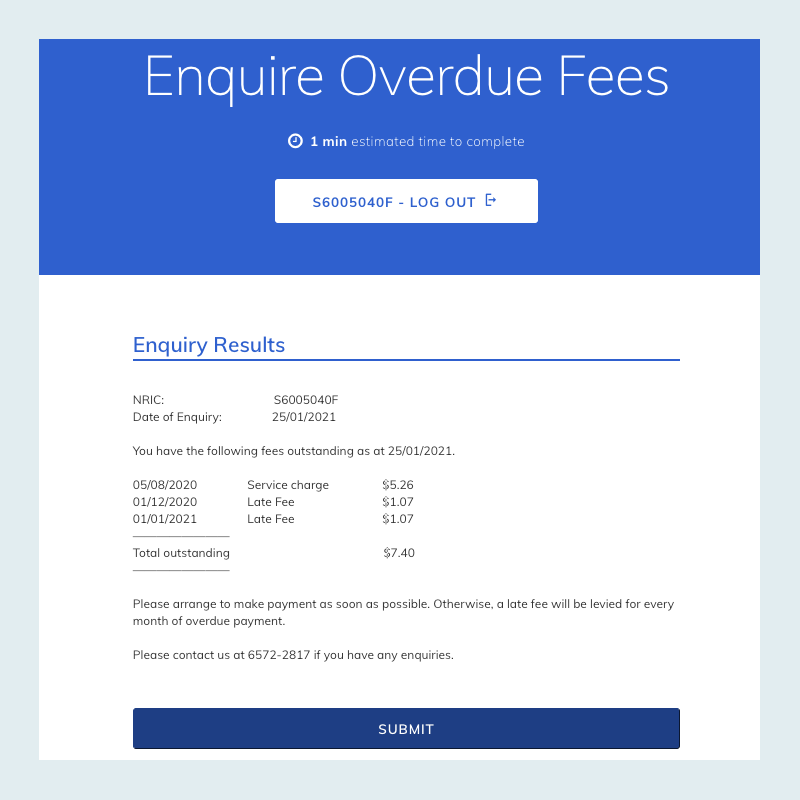 Enquire Overdue Fees
1 min estimated time to complete
S6005040F - LOG OUT
Enquiry Results
NRIC: S6005040F
Date of Enquiry: 25/01/2021
You have the following fees outstanding as at 25/01/2021.
05/08/2020 Service charge $5.26
01/12/2020 Late Fee $1.07
01/01/2021 Late Fee $1.07
Total outstanding $7.40
Please arrange to make payment as soon as possible. Otherwise, a late fee will be levied for every
month of overdue payment.
Please contact us at 6572-2817 if you have any enquiries.
SUBMIT